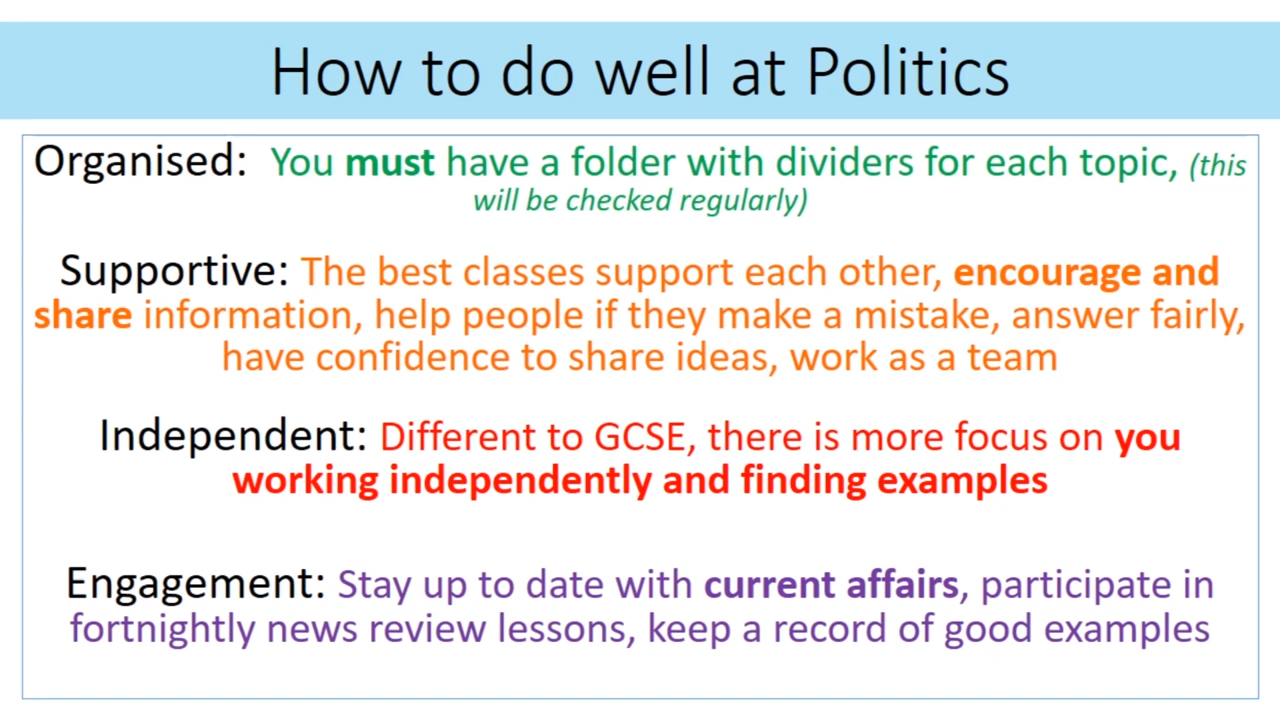 How to do well at Politics
Organised: You must have a folder with dividers for each topic, (this
will be checked regularly)
Supportive: The best classes support each other, encourage and
share information, help people if they make a mistake, answer fairly,
have confidence to share ideas, work as a team
Independent: Different to GCSE, there is more focus on you
working independently and finding examples
Engagement: Stay up to date with current affairs, participate in
fortnightly news review lessons, keep a record of good examples